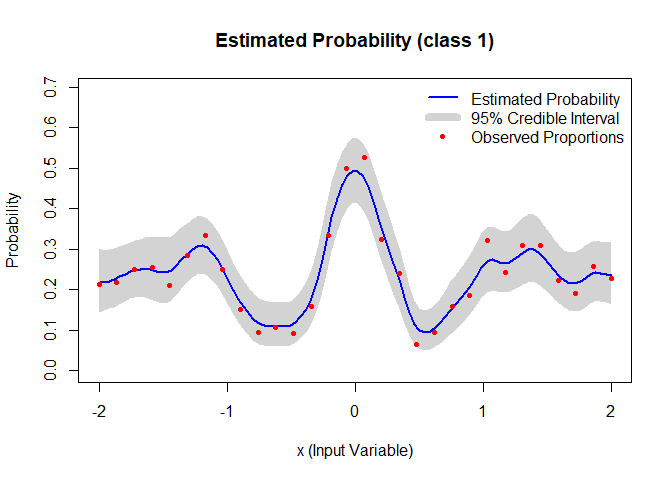 Estimated Probability (class 1)
Estimated Probability
95% Credible Interval
Observed Proportions
Probability
0.7
0.6
0.5
0.4
0.3
0.2
0.1
0.0
-2 -1 0 1 2
x (Input Variable)